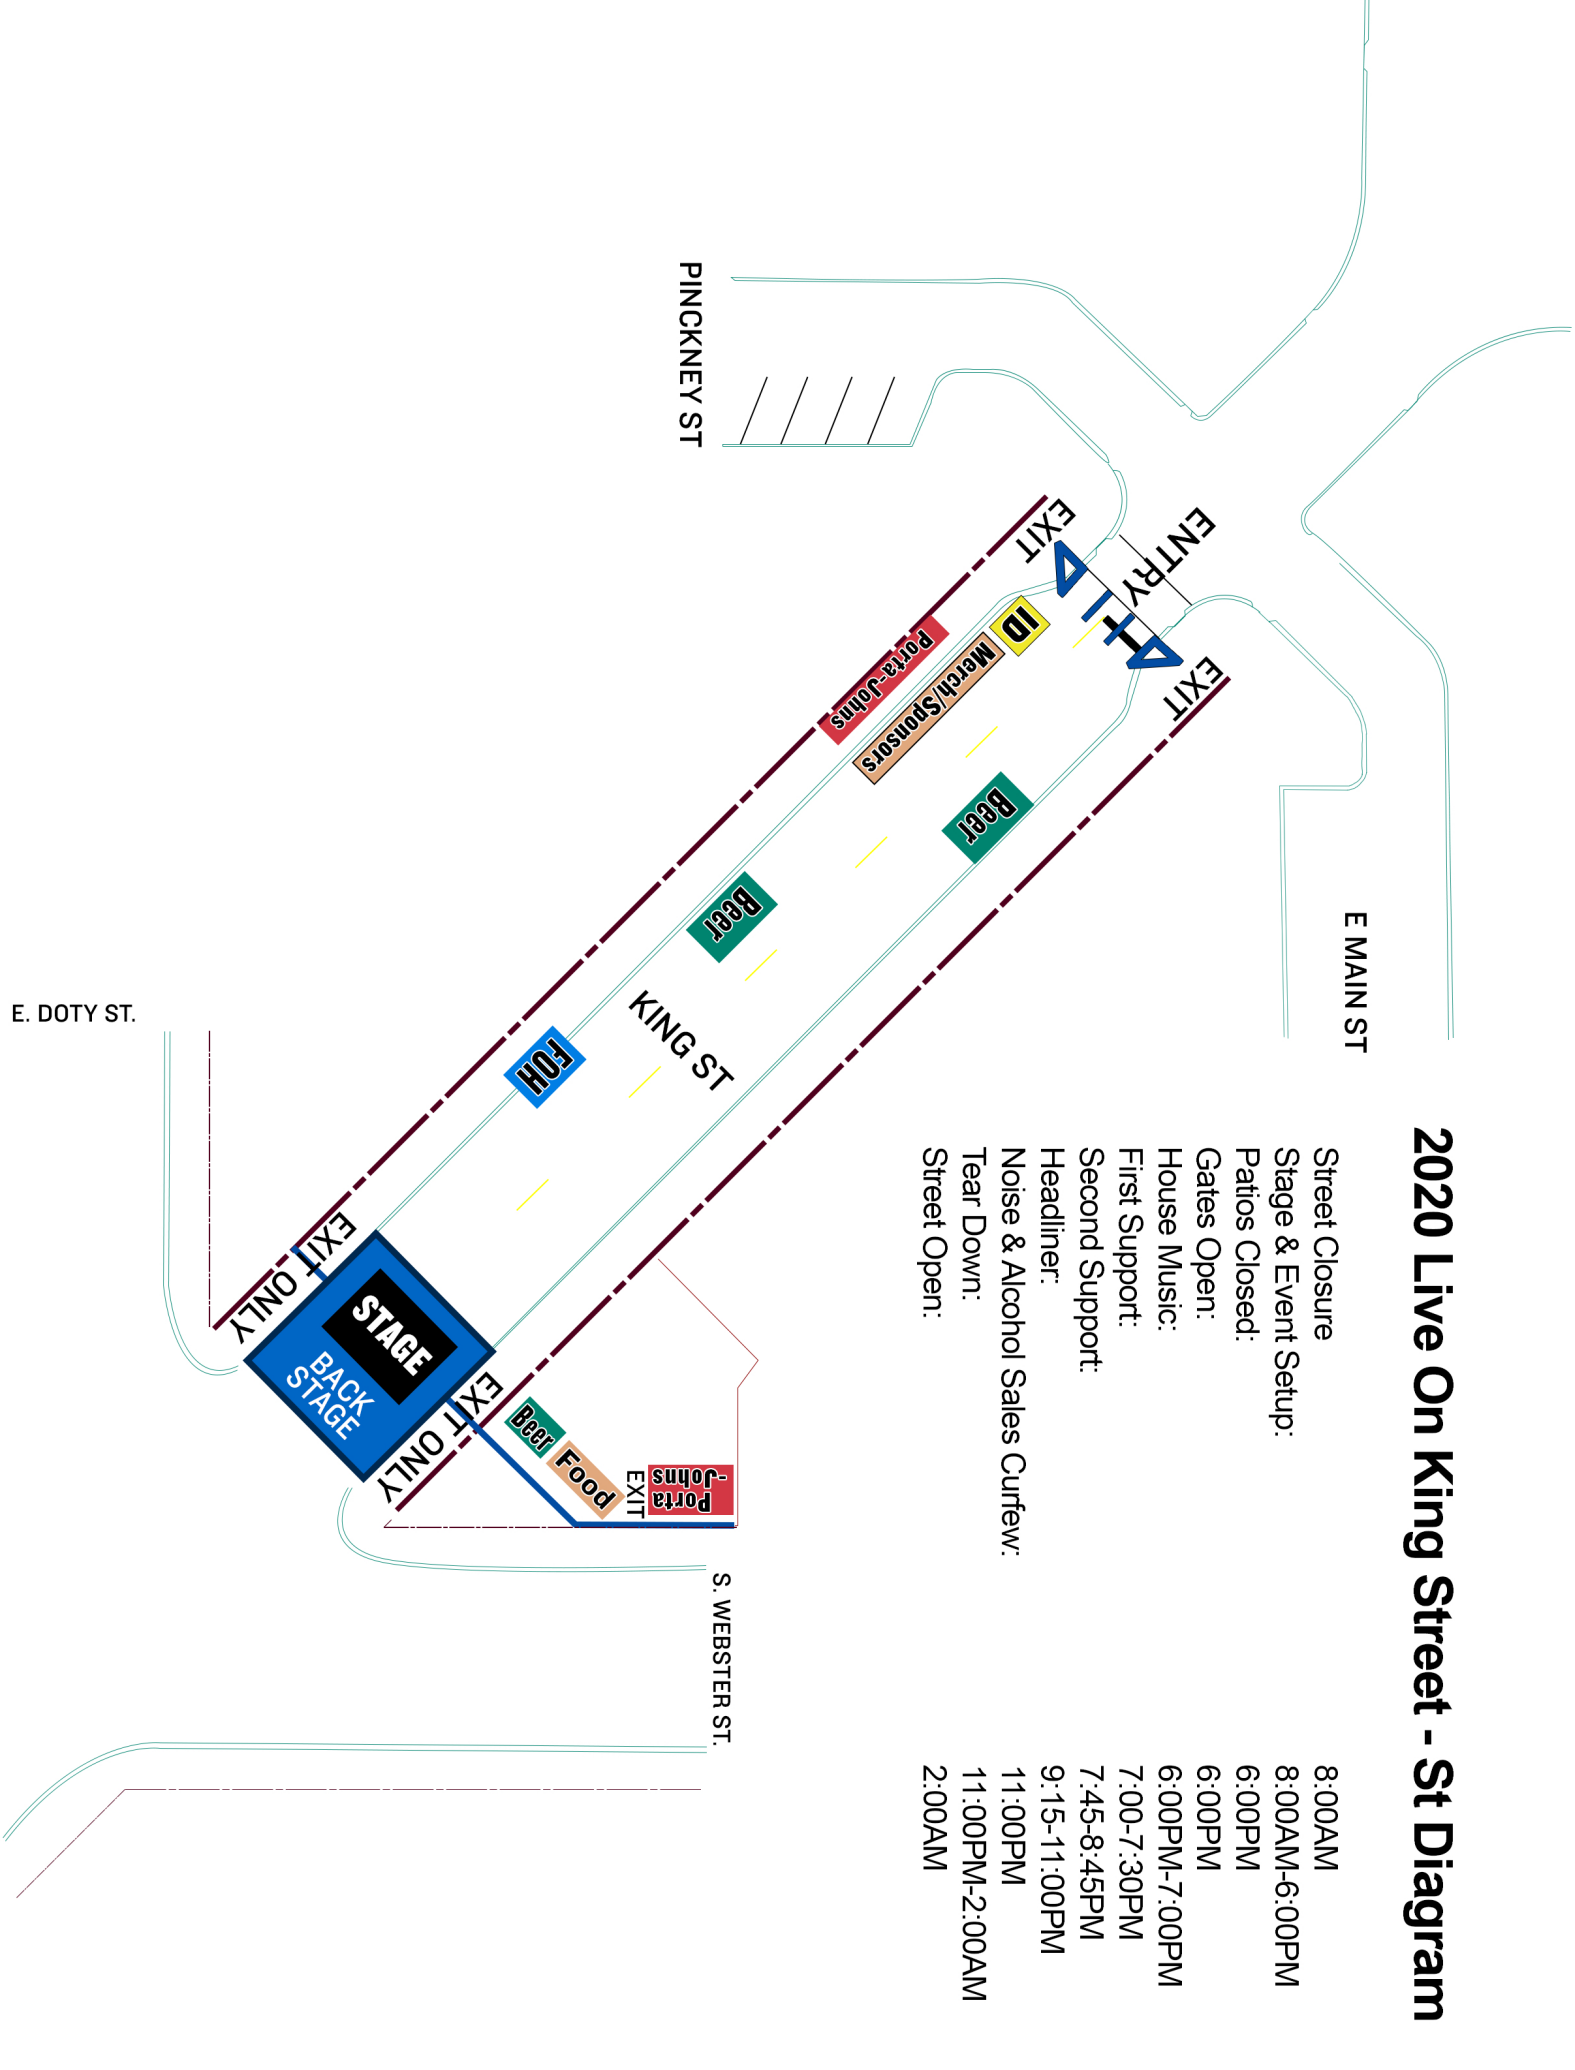 2020 Live On King Street - St Diagram
Street Closure 8:00AM
Stage & Event Setup: 8:00AM-6:00PM
Patios Closed: 6:00PM
Gates Open: 6:00PM
House Music: 6:00PM-7:00PM
First Support: 7:00-7:30PM
Second Support: 7:45-8:45PM
Headliner: 9:15-11:00PM
Noise & Alcohol Sales Curfew: 11:00PM
Tear Down: 11:00PM-2:00AM
Street Open: 2:00AM
E MAIN ST
PINCKNEY ST
ENTRY
EXIT
EXIT
ID
Merch/Sponsors
Porta-Johns
Beer
Beer
KING ST
FOH
EXIT ONLY
STAGE
BACK
STAGE
EXIT ONLY
Beer
Food
EXIT
Porta
-Johns
E. DOTY ST.
S. WEBSTER ST.